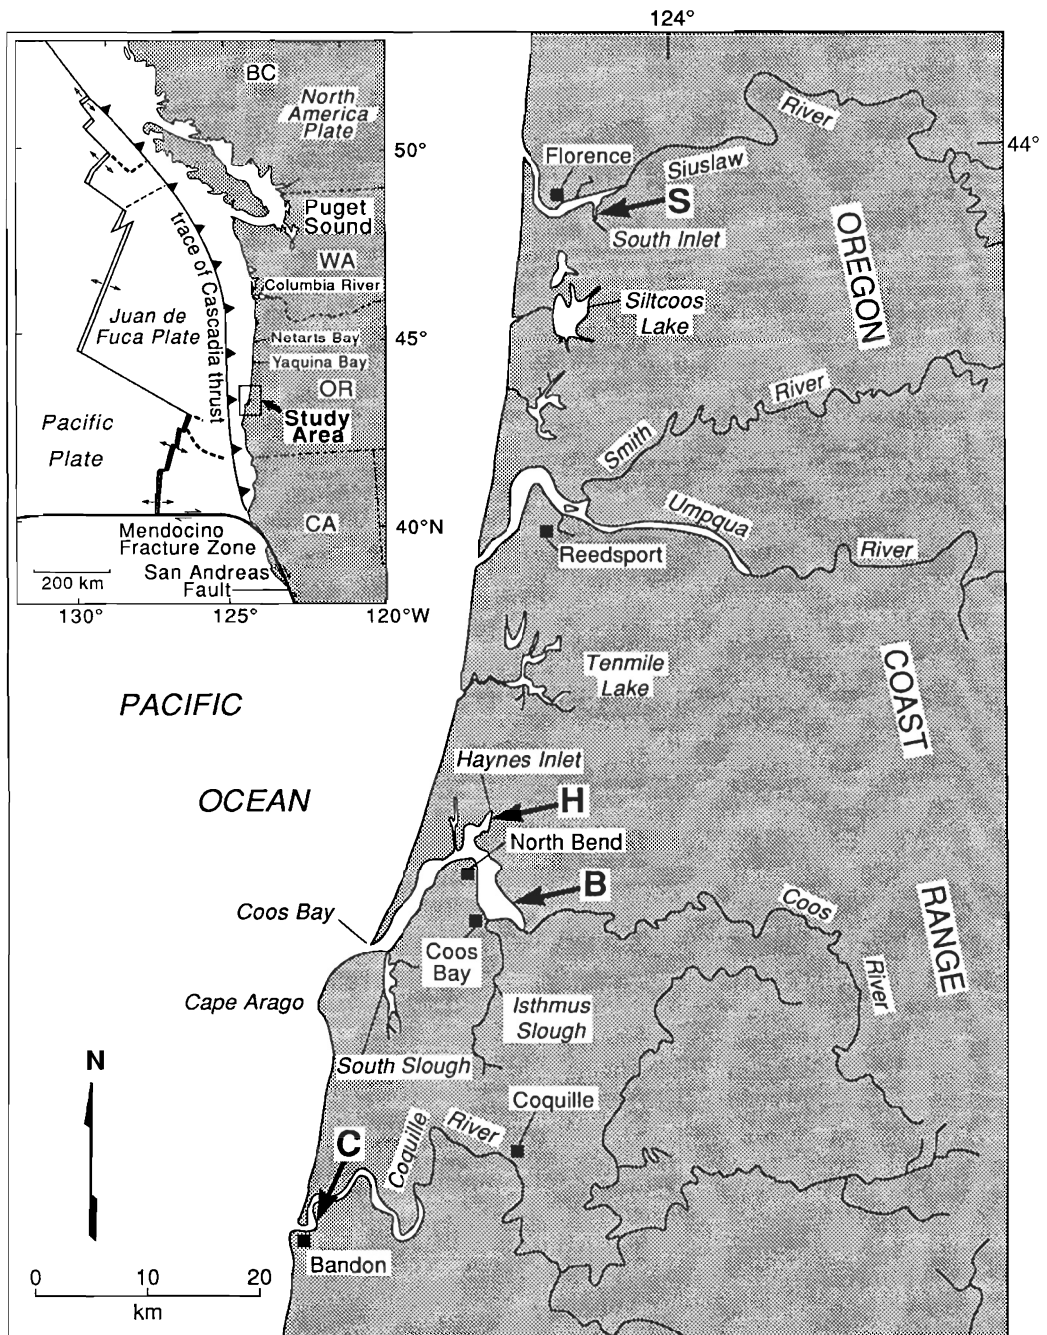 124°
44°
BC
North
America
Plate
50°
Puget
Sound
WA
Columbia River
trace of Cascadia thrust
Juan de
Fuca Plate
45°
Netarts Bay
Yaquina Bay
OR
Study
Area
Pacific
Plate
CA
40°N
Mendocino
Fracture Zone
200 km
San Andreas
Fault
130°
125°
120°W
River
Florence
Siuslaw
S
South Inlet
OREGON
Siltcoos
Lake
River
Smith
Umpqua
River
Reedsport
Tenmile
Lake
COAST
PACIFIC
OCEAN
Haynes Inlet
H
North Bend
B
Coos
River
RANGE
Coos Bay
Coos
Bay
Cape Arago
Isthmus
Slough
South Slough
N
Coquille
River
Coquille
C
Bandon
0 10 20
km